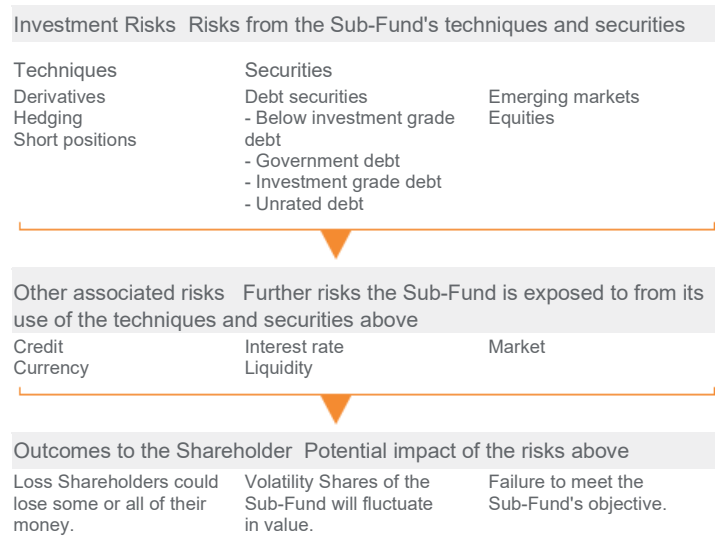 Investment Risks  Risks from the Sub-Fund's techniques and securities
Techniques
Derivatives
Hedging
Short positions
Securities
Debt securities
- Below investment grade
debt
- Government debt
- Investment grade debt
- Unrated debt
Emerging markets
Equities
Other associated risks  Further risks the Sub-Fund is exposed to from its
use of the techniques and securities above
Credit
Currency
Interest rate
Liquidity
Market
Outcomes to the Shareholder  Potential impact of the risks above
Loss Shareholders could
lose some or all of their
money.
Volatility Shares of the
Sub-Fund will fluctuate
in value.
Failure to meet the
Sub-Fund's objective.